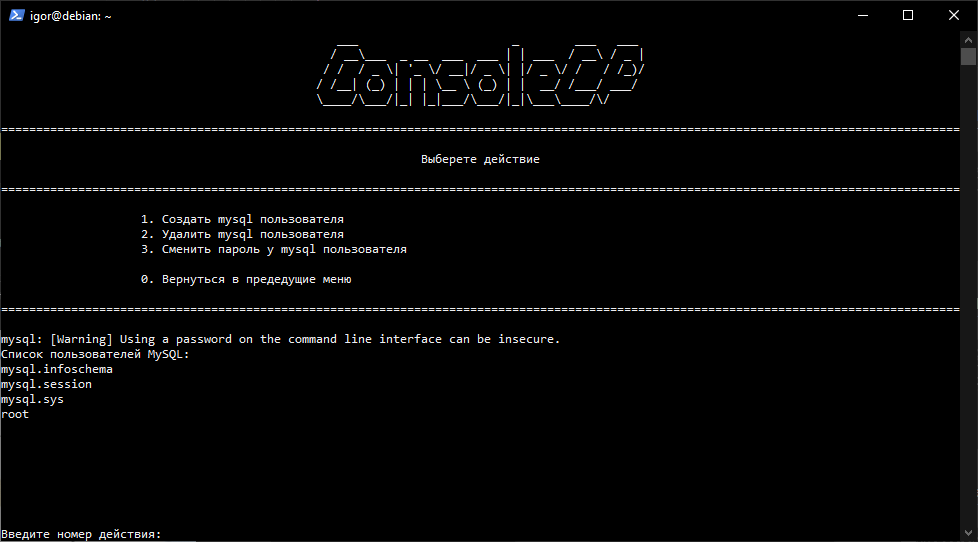 igor@debian: ~
ConsoleCP
Выберете действие
1. Создать mysql пользователя
2. Удалить mysql пользователя
3. Сменить пароль у mysql пользователя
0. Вернуться в предедущие меню
mysql: [Warning] Using a password on the command line interface can be insecure.
Список пользователей MySQL:
mysql.infoschema
mysql.session
mysql.sys
root
Введите номер действия: